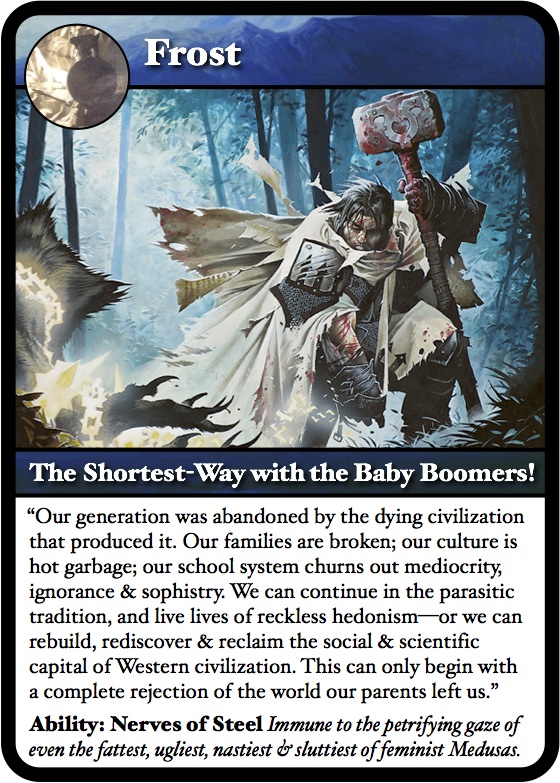 Frost
The Shortest-Way with the Baby Boomers!
“Our generation was abandoned by the dying civilization
that produced it. Our families are broken; our culture is
hot garbage; our school system churns out mediocrity,
ignorance & sophistry. We can continue in the parasitic
tradition, and live lives of reckless hedonism—or we can
rebuild, rediscover & reclaim the social & scientific
capital of Western civilization. This can only begin with
a complete rejection of the world our parents left us.”
Ability: Nerves of Steel Immune to the petrifying gaze of
even the fattest, ugliest, nastiest & sluttiest of feminist Medusas.